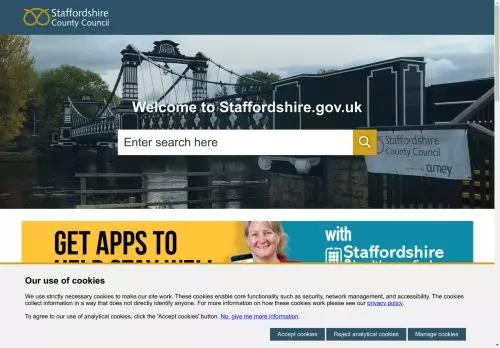 Staffordshire
County Council
Welcome to Staffordshire.gov.uk
Enter search here
Staffordshire
County Council
amey
GET APPS TO
with
Staffordshire
Our use of cookies
We use strictly necessary cookies to make our site work. These cookies enable core functionality such as security, network management, and accessibility. The cookies
collect information in a way that does not directly identify anyone. For more information on how these cookies work please see our privacy policy.
To agree to our use of analytical cookies, click the 'Accept cookies' button. No, give me more information.
Accept cookies
Reject analytical cookies
Manage cookies